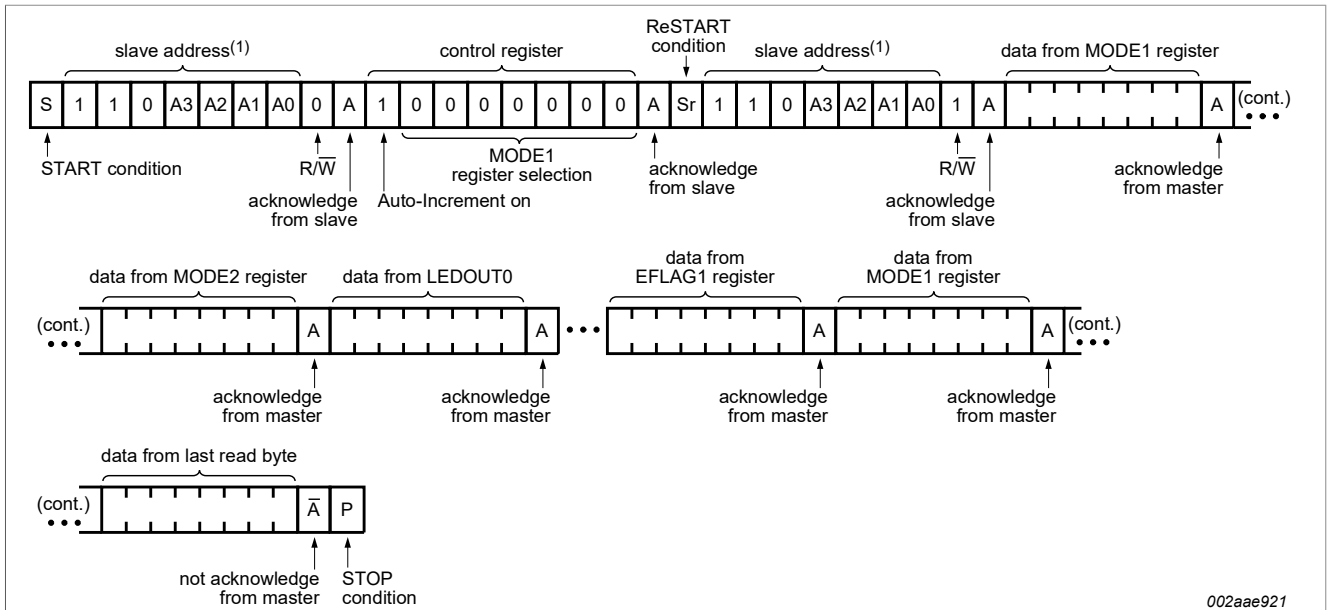 ReSTART
condition
slave address(1)
control register
slave address(1)
data from MODE1 register
S 1 1 0 A3 A2 A1 A0 0 A 1 0 0 0 0 0 0 0 A Sr 1 1 0 A3 A2 A1 A0 1 A A (cont.)
START condition
R/W̅
acknowledge
from slave
Auto-Increment on
MODE1
register selection
acknowledge
from slave
R/W̅
acknowledge
from slave
acknowledge
from master
data from MODE2 register
data from LEDOUT0
data from
EFLAG1 register
data from
MODE1 register
(cont.) A A A A (cont.)
acknowledge
from master
acknowledge
from master
acknowledge
from master
acknowledge
from master
data from last read byte
(cont.) A̅ P
not acknowledge
from master
STOP
condition
002aae921